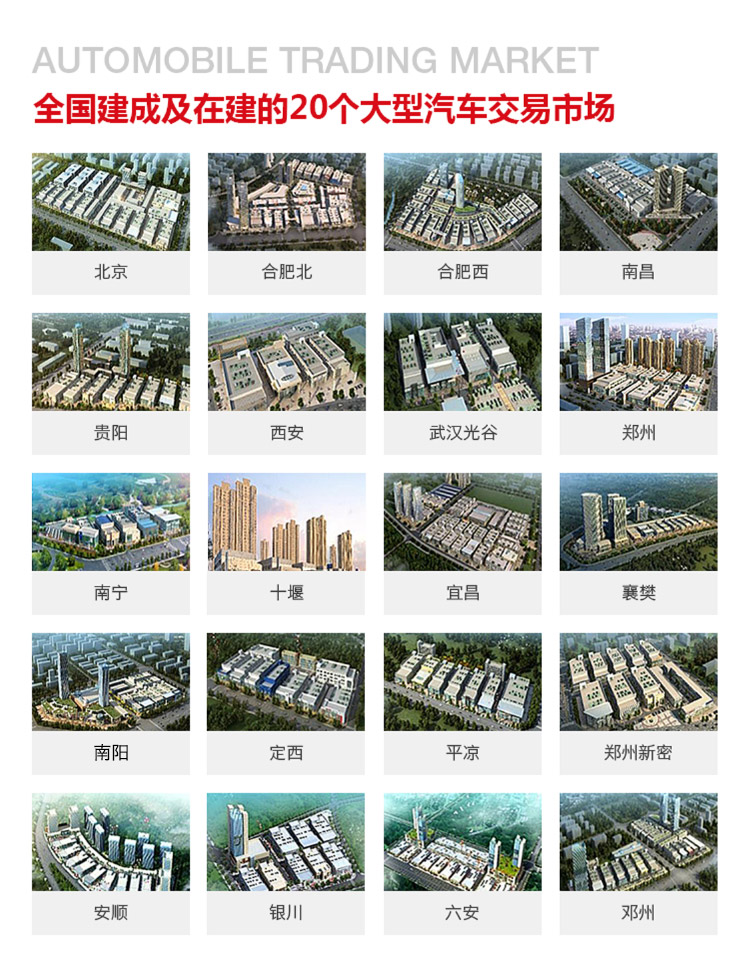 AUTOMOBILE TRADING MARKET
全国建成及在建的20个大型汽车交易市场
北京
合肥北
合肥西
南昌
贵阳
西安
武汉光谷
郑州
南宁
十堰
宜昌
襄樊
南阳
定西
平凉
郑州新密
安顺
银川
六安
邓州